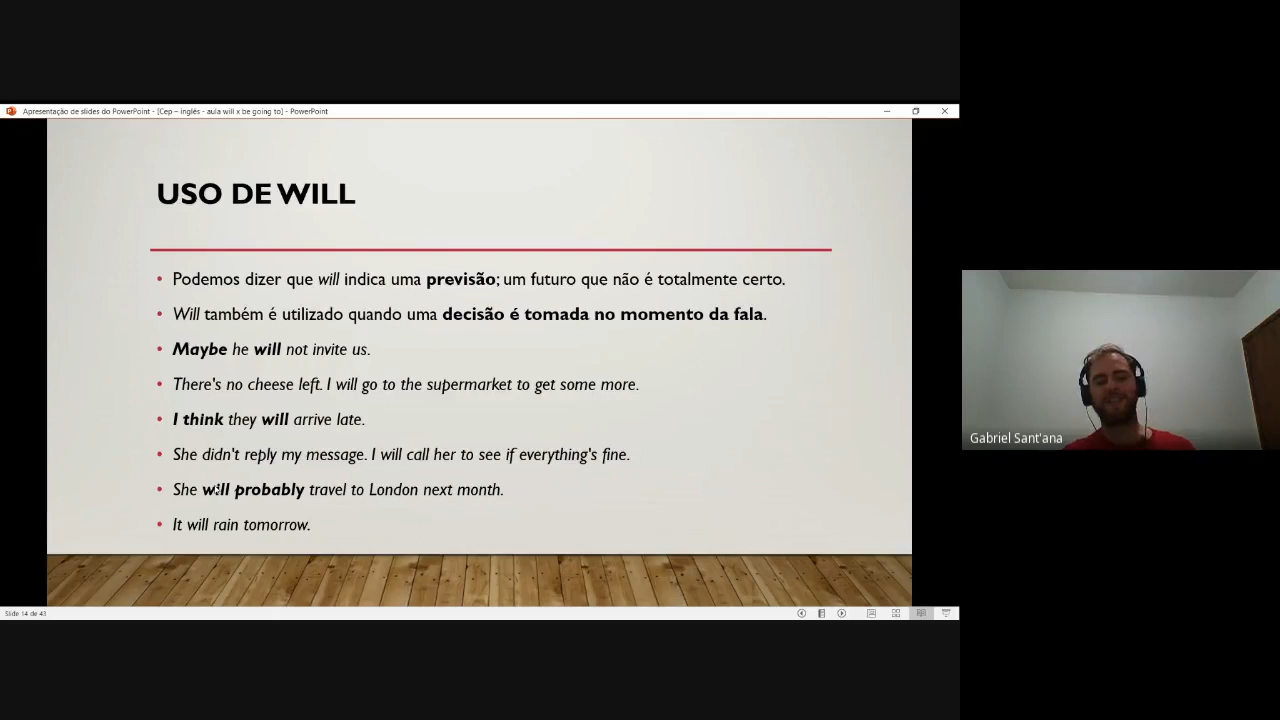 Apresentação de slides do PowerPoint - [Cep – inglês - aula will x be going to] - PowerPoint
USO DE WILL
• Podemos dizer que will indica uma previsão; um futuro que não é totalmente certo.
• Will também é utilizado quando uma decisão é tomada no momento da fala.
• Maybe he will not invite us.
• There's no cheese left. I will go to the supermarket to get some more.
• I think they will arrive late.
• She didn't reply my message. I will call her to see if everything's fine.
• She will probably travel to London next month.
• It will rain tomorrow.
Gabriel Sant'ana
Slide 14 de 43